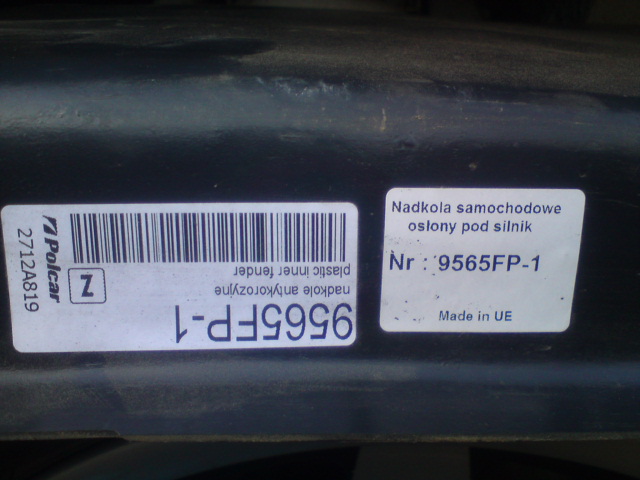 9565FP-1
nadkole antykorozyjne
plastic inner fender
Z
Polcar
2712A819
Nadkola samochodowe
osłony pod silnik
Nr : 9565FP-1
Made in UE